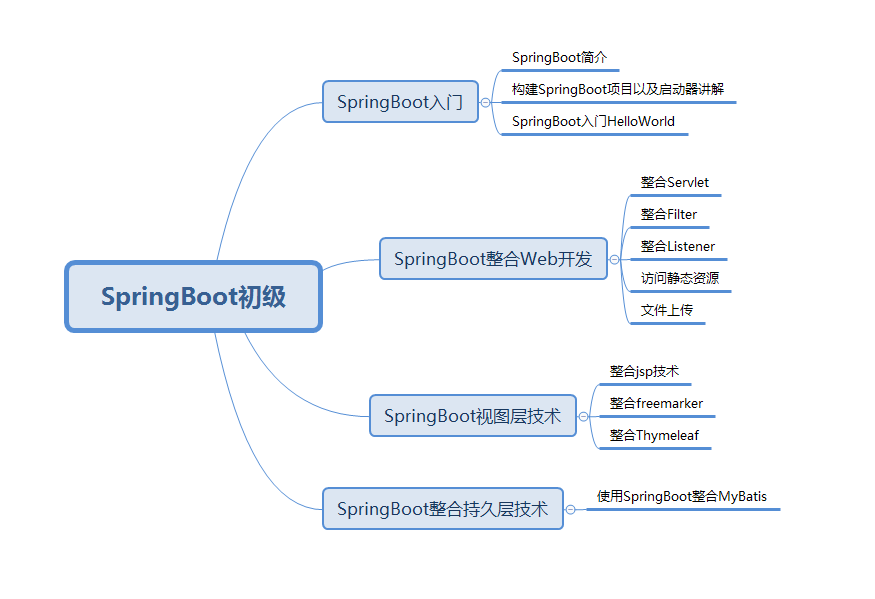 SpringBoot初级
SpringBoot入门
SpringBoot简介
构建SpringBoot项目以及启动器讲解
SpringBoot入门HelloWorld
SpringBoot整合Web开发
整合Servlet
整合Filter
整合Listener
访问静态资源
文件上传
SpringBoot视图层技术
整合jsp技术
整合freemarker
整合Thymeleaf
SpringBoot整合持久层技术
使用SpringBoot整合MyBatis